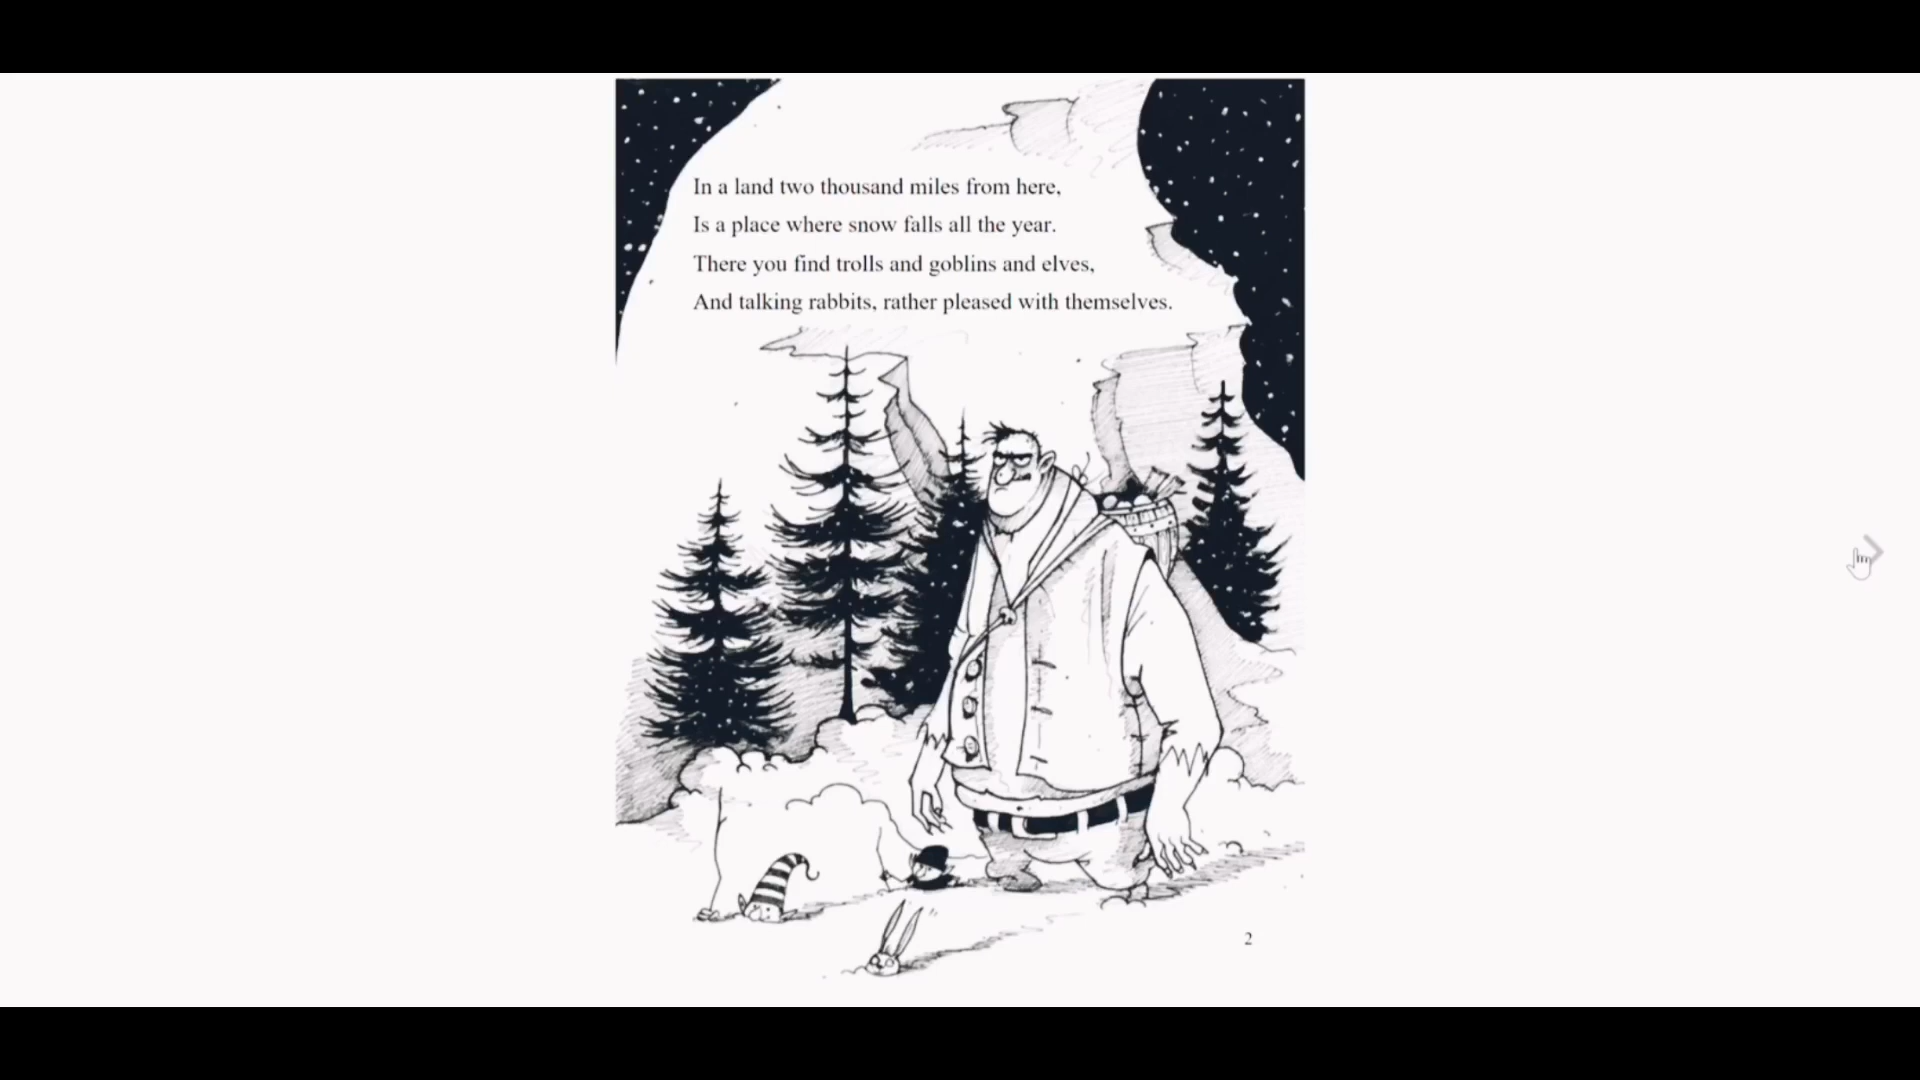 In a land two thousand miles from here,
Is a place where snow falls all the year.
There you find trolls and goblins and elves,
And talking rabbits, rather pleased with themselves.
2